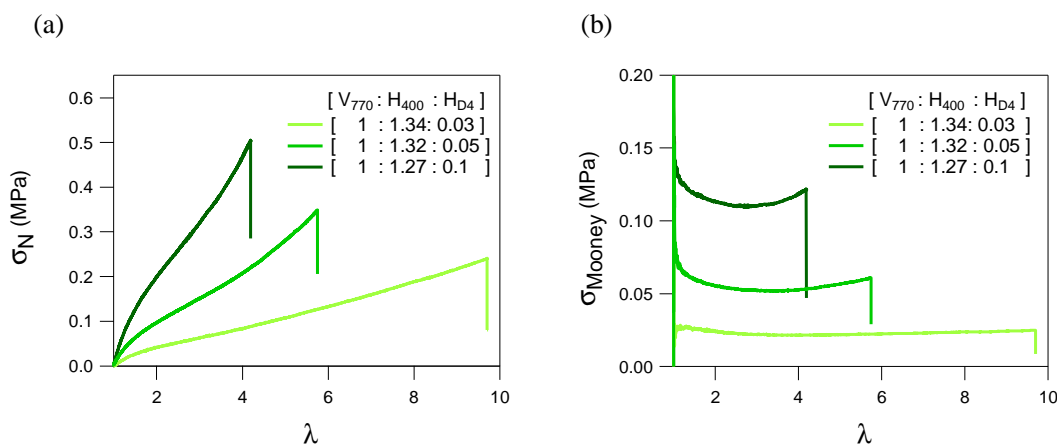 (a)
0.6
0.5
0.4
0.3
0.2
0.1
0.0
σN (MPa)
[ V770 : H400 : HD4 ]
[ 1 : 1.34: 0.03 ]
[ 1 : 1.32 : 0.05 ]
[ 1 : 1.27 : 0.1 ]
2 4 6 8 10
λ
(b)
0.20
0.15
0.10
0.05
0.00
σMooney (MPa)
[ V770 : H400 : HD4 ]
[ 1 : 1.34: 0.03 ]
[ 1 : 1.32 : 0.05 ]
[ 1 : 1.27 : 0.1 ]
2 4 6 8 10
λ